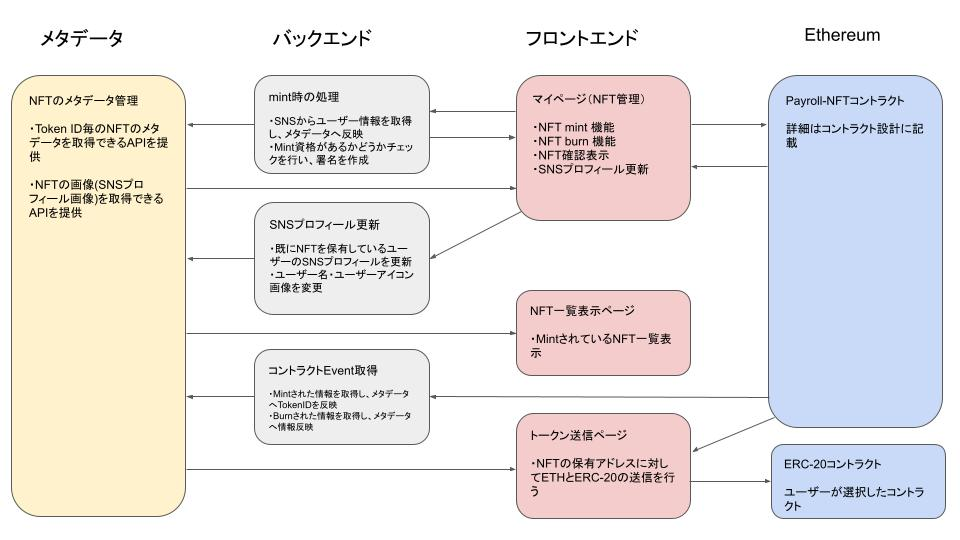 メタデータ
バックエンド
フロントエンド
Ethereum
NFTのメタデータ管理
・Token ID毎のNFTのメタ
データを取得できるAPIを提
供
・NFTの画像(SNSプロ
フィール画像)を取得できる
APIを提供
mint時の処理
・SNSからユーザー情報を取得
し、メタデータへ反映
・Mint資格があるかどうかチェッ
クを行い、署名を作成
SNSプロフィール更新
・既にNFTを保有しているユー
ザーのSNSプロフィールを更新
・ユーザー名・ユーザーアイコン
画像を変更
コントラクトEvent取得
・Mintされた情報を取得し、メタデータ
へTokenIDを反映
・Burnされた情報を取得し、メタデータ
へ情報反映
マイページ（NFT管理）
・NFT mint 機能
・NFT burn 機能
・NFT確認表示
・SNSプロフィール更新
NFT一覧表示ページ
・MintされているNFT一覧表
示
トークン送信ページ
・NFTの保有アドレスに対し
てETHとERC-20の送信を行
う
Payroll-NFTコントラクト
詳細はコントラクト設計に記
載
ERC-20コントラクト
ユーザーが選択したコントラ
クト